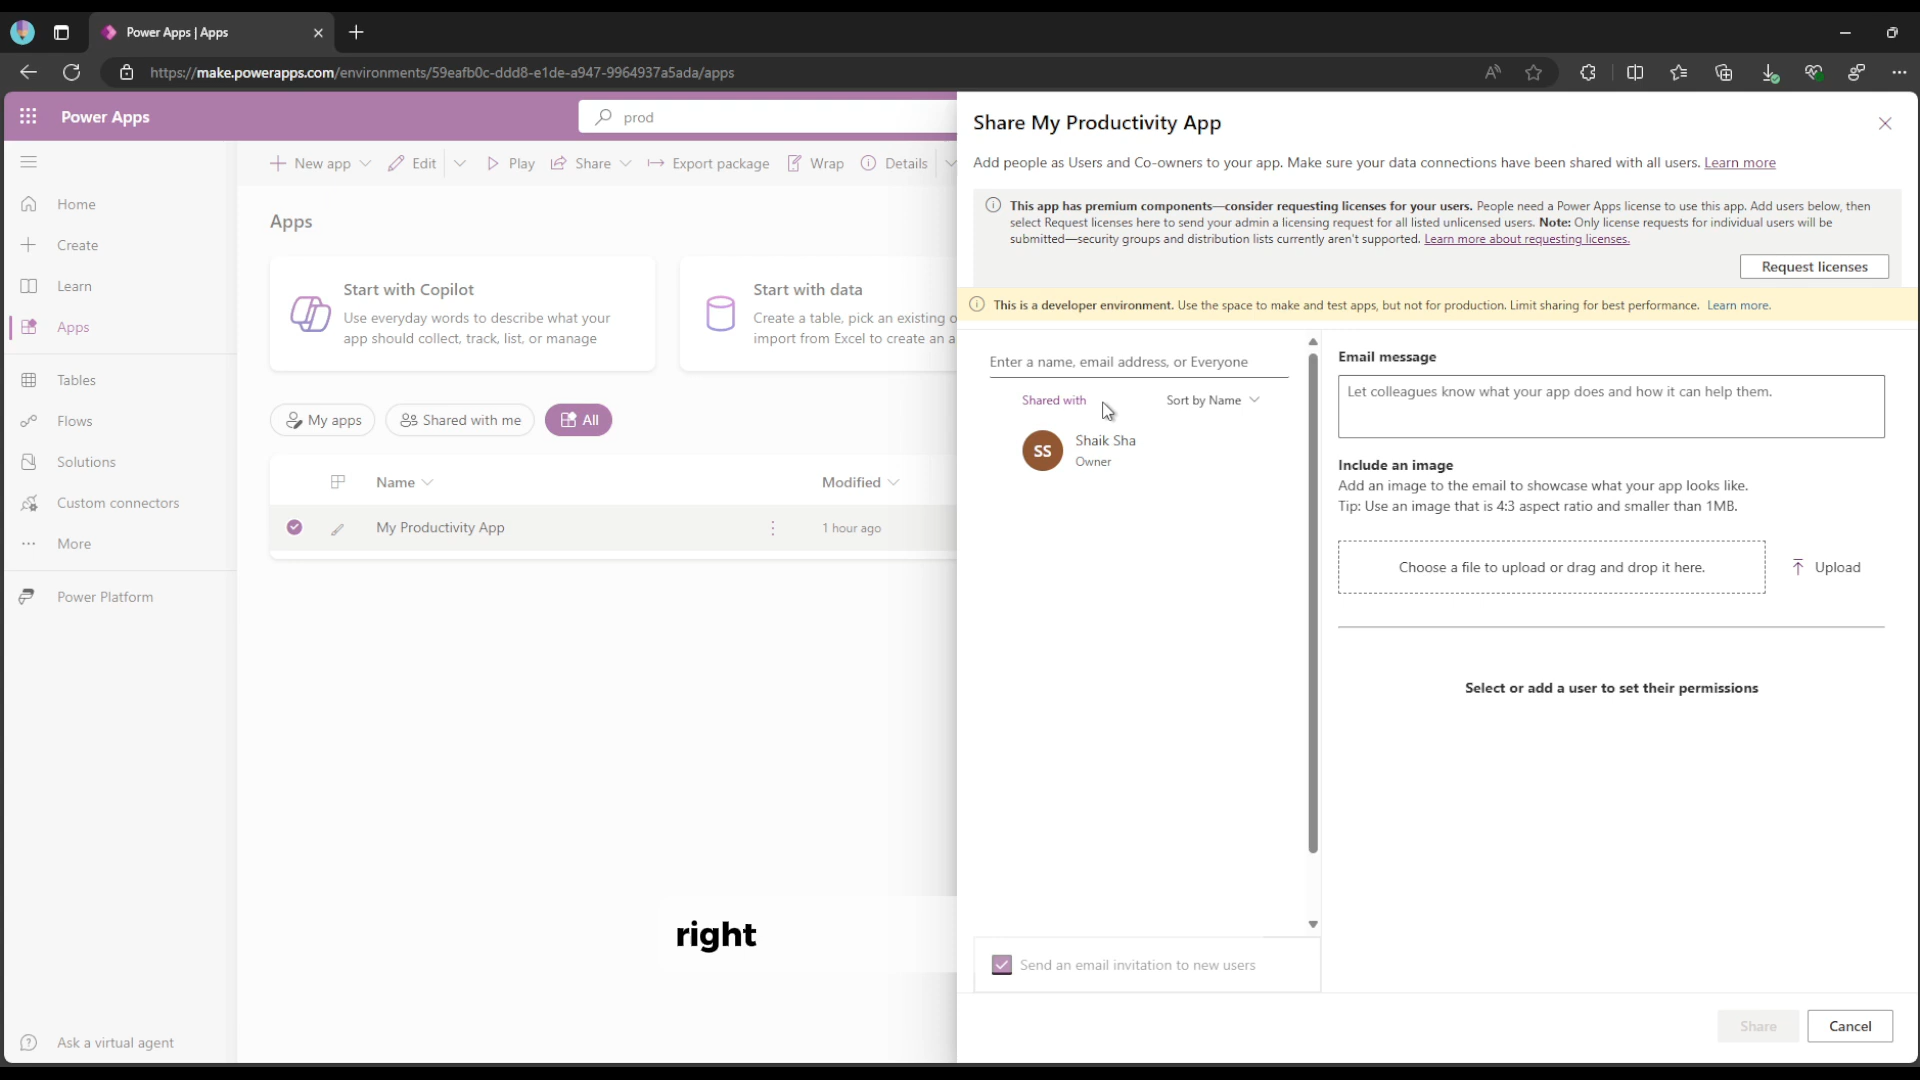 Power Apps | Apps
https://make.powerapps.com/environments/59eafb0c-ddd8-e1de-a947-9964937a5ada/apps
Power Apps
prod
New app
Edit
Play
Share
Export package
Wrap
Details
Home
Create
Learn
Apps
Tables
Flows
Solutions
Custom connectors
More
Power Platform
Ask a virtual agent
Apps
Start with Copilot
Use everyday words to describe what your
app should collect, track, list, or manage
Start with data
Create a table, pick an existing o
import from Excel to create an a
My apps
Shared with me
All
Name
Modified
My Productivity App
1 hour ago
right
Share My Productivity App
Add people as Users and Co-owners to your app. Make sure your data connections have been shared with all users. Learn more
This app has premium components—consider requesting licenses for your users. People need a Power Apps license to use this app. Add users below, then
select Request licenses here to send your admin a licensing request for all listed unlicensed users. Note: Only license requests for individual users will be
submitted—security groups and distribution lists currently aren't supported. Learn more about requesting licenses.
Request licenses
This is a developer environment. Use the space to make and test apps, but not for production. Limit sharing for best performance. Learn more.
Enter a name, email address, or Everyone
Shared with
Sort by Name
SS
Shaik Sha
Owner
Send an email invitation to new users
Email message
Let colleagues know what your app does and how it can help them.
Include an image
Add an image to the email to showcase what your app looks like.
Tip: Use an image that is 4:3 aspect ratio and smaller than 1MB.
Choose a file to upload or drag and drop it here.
Upload
Select or add a user to set their permissions
Share
Cancel